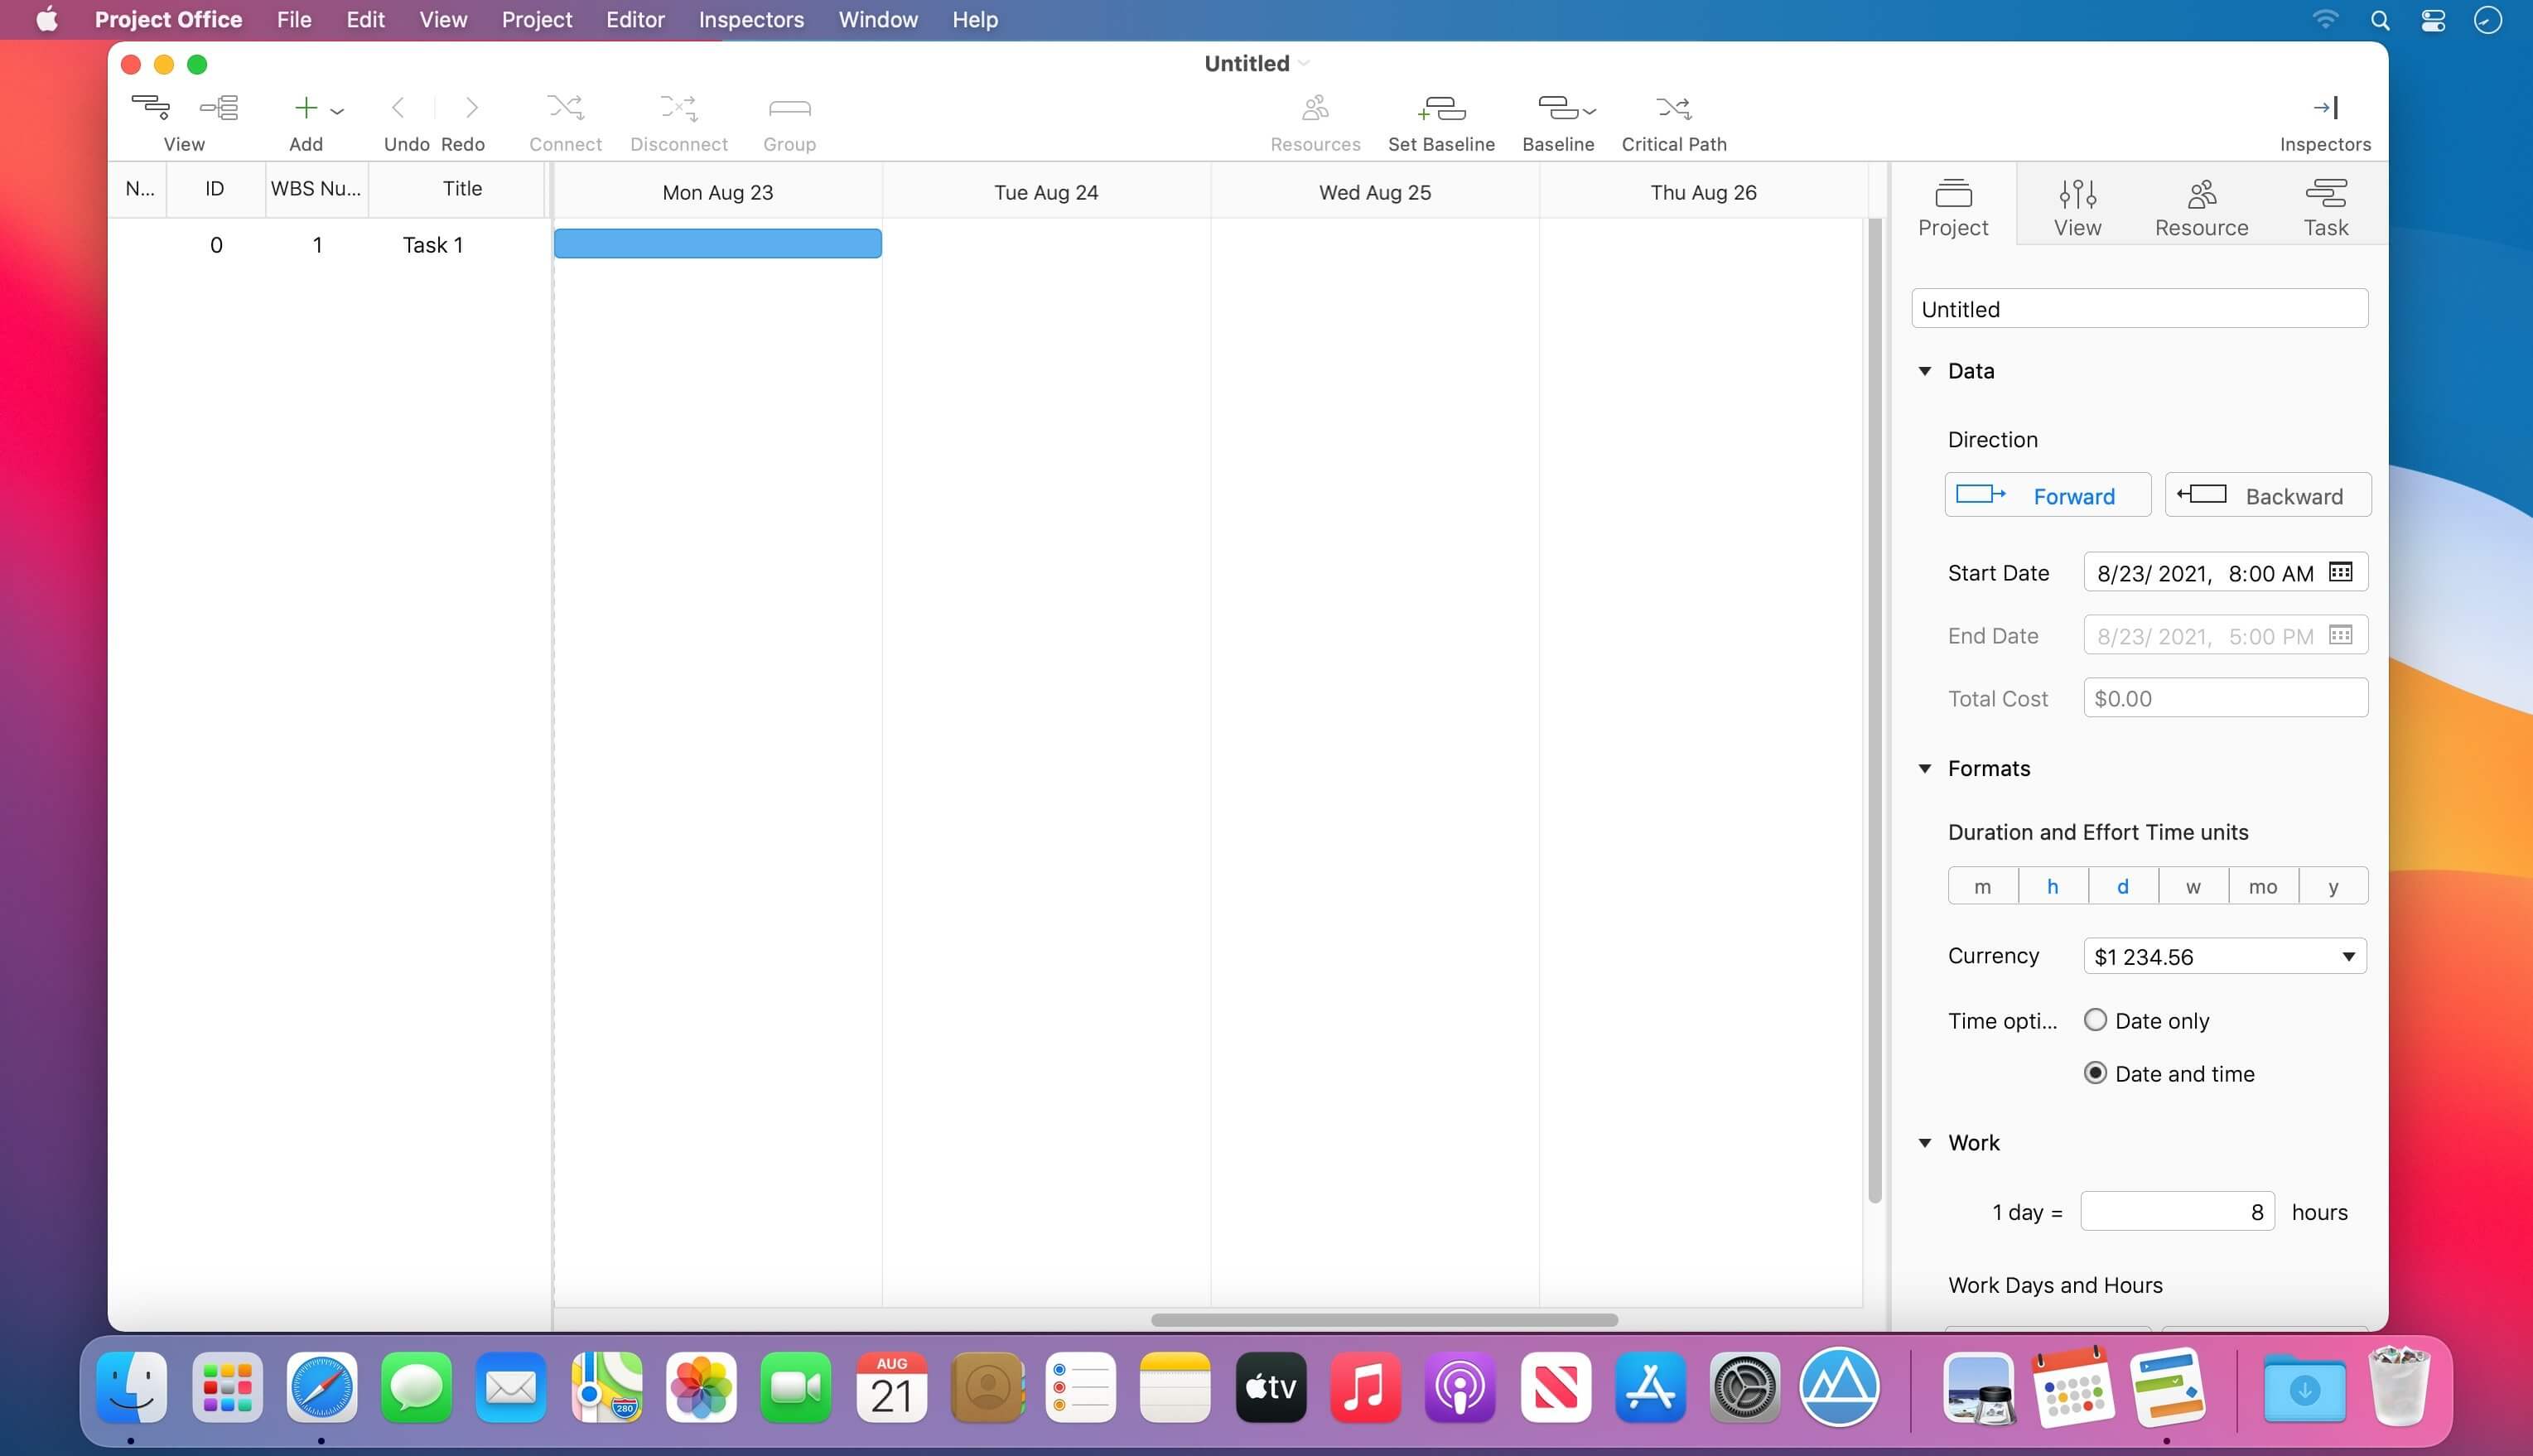 Project Office File Edit View Project Editor Inspectors Window Help
Untitled
View Add Undo Redo Connect Disconnect Group Resources Set Baseline Baseline Critical Path Inspectors
N... ID WBS Nu... Title Mon Aug 23 Tue Aug 24 Wed Aug 25 Thu Aug 26
Project View Resource Task
0 1 Task 1
Untitled
Data
Direction
Forward Backward
Start Date 8/23/ 2021, 8:00 AM
End Date 8/23/ 2021, 5:00 PM
Total Cost $0.00
Formats
Duration and Effort Time units
m h d w mo y
Currency $1 234.56
Time opti... Date only
Date and time
Work
1 day = 8 hours
Work Days and Hours
AUG
21
tv
280